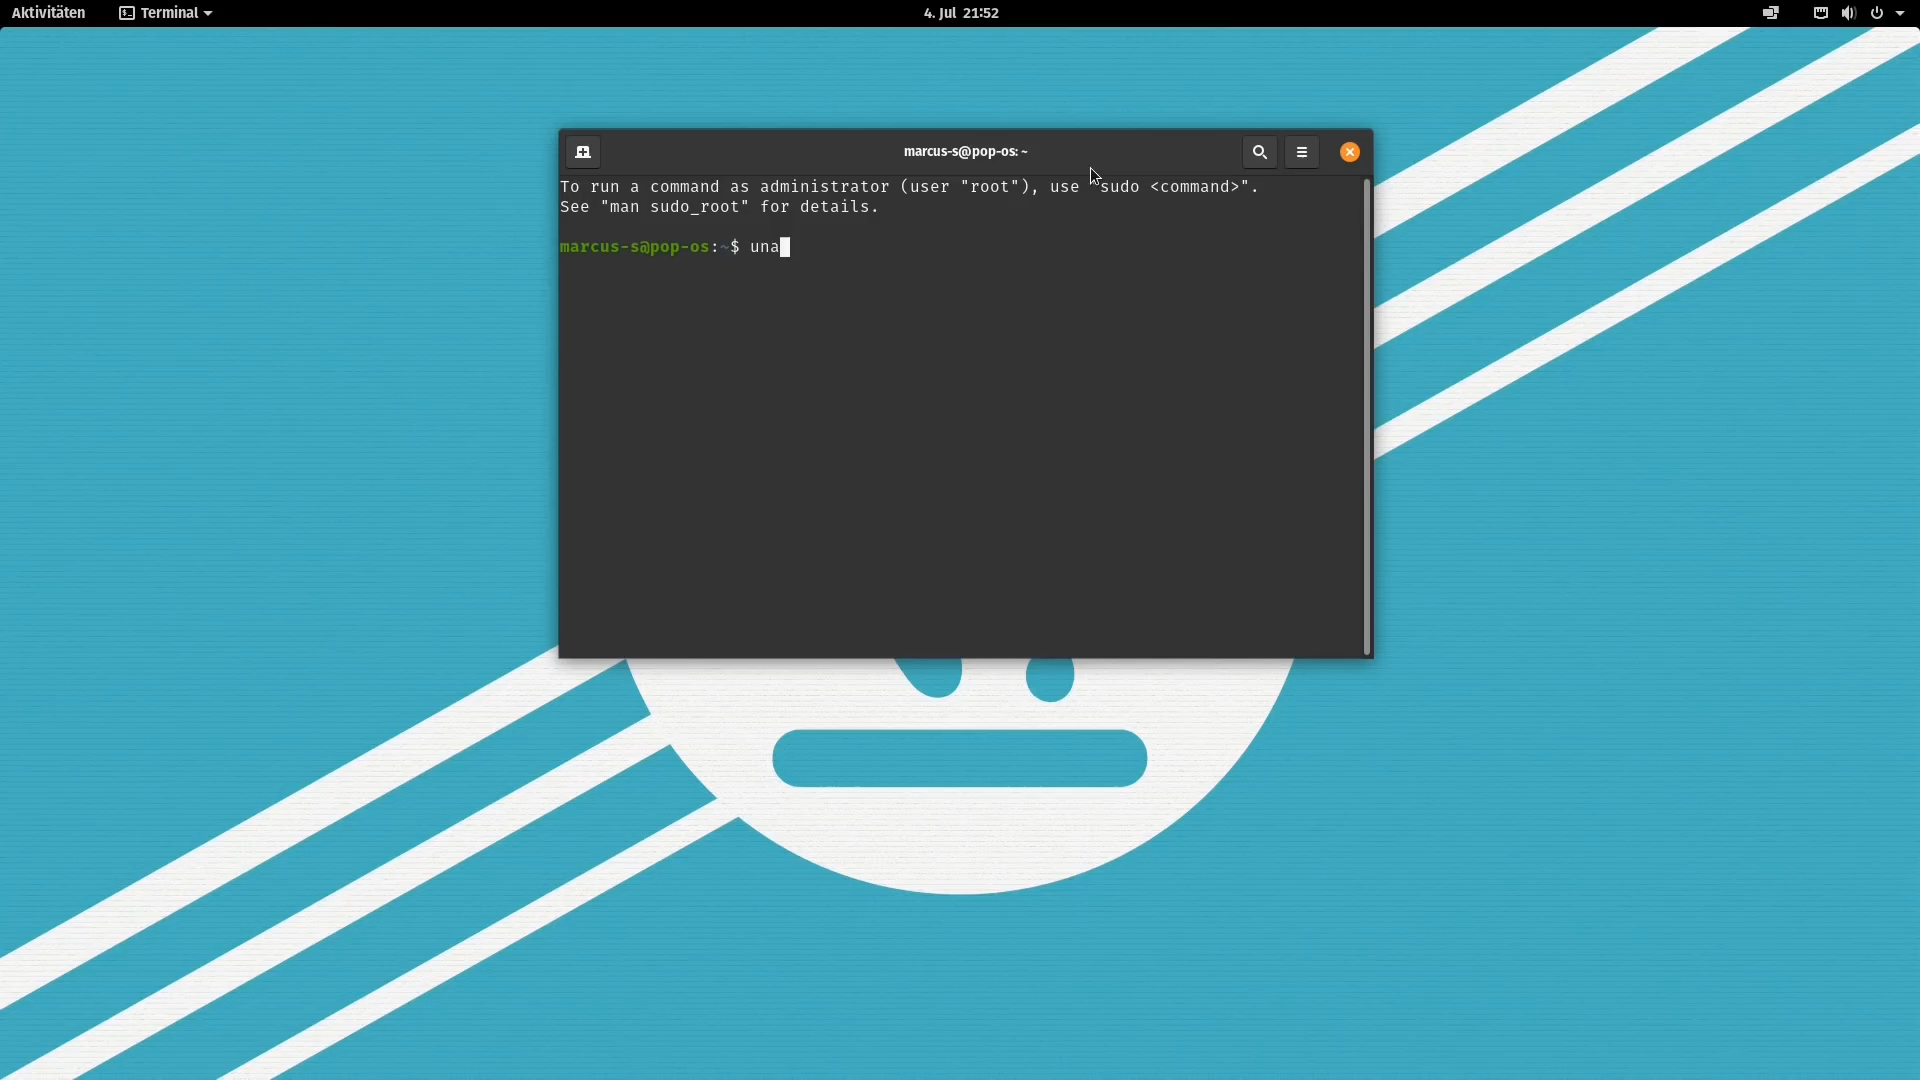 Aktivitäten Terminal 4. Jul 21:52
marcus-s@pop-os: ~
To run a command as administrator (user "root"), use "sudo <command>".
See "man sudo_root" for details.
marcus-s@pop-os:~$ una